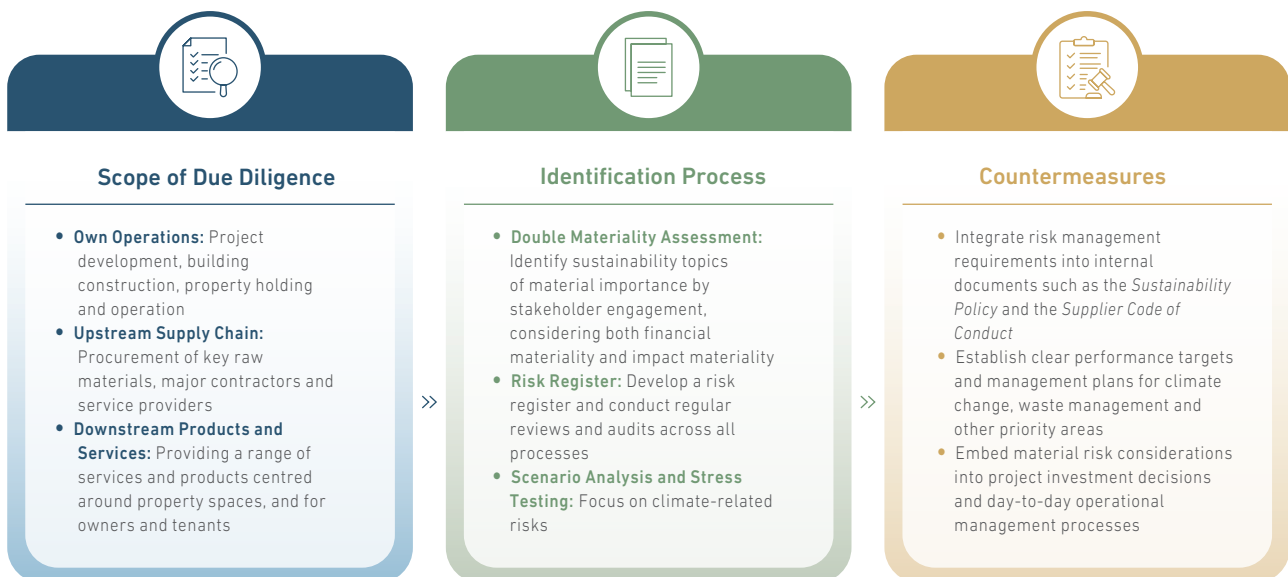 Scope of Due Diligence
• Own Operations: Project
development, building
construction, property holding
and operation
• Upstream Supply Chain:
Procurement of key raw
materials, major contractors and
service providers
• Downstream Products and
Services: Providing a range of
services and products centred
around property spaces, and for
owners and tenants
»
Identification Process
• Double Materiality Assessment:
Identify sustainability topics
of material importance by
stakeholder engagement,
considering both financial
materiality and impact materiality
• Risk Register: Develop a risk
register and conduct regular
reviews and audits across all
processes
• Scenario Analysis and Stress
Testing: Focus on climate-related
risks
»
Countermeasures
• Integrate risk management
requirements into internal
documents such as the Sustainability
Policy and the Supplier Code of
Conduct
• Establish clear performance targets
and management plans for climate
change, waste management and
other priority areas
• Embed material risk considerations
into project investment decisions
and day-to-day operational
management processes